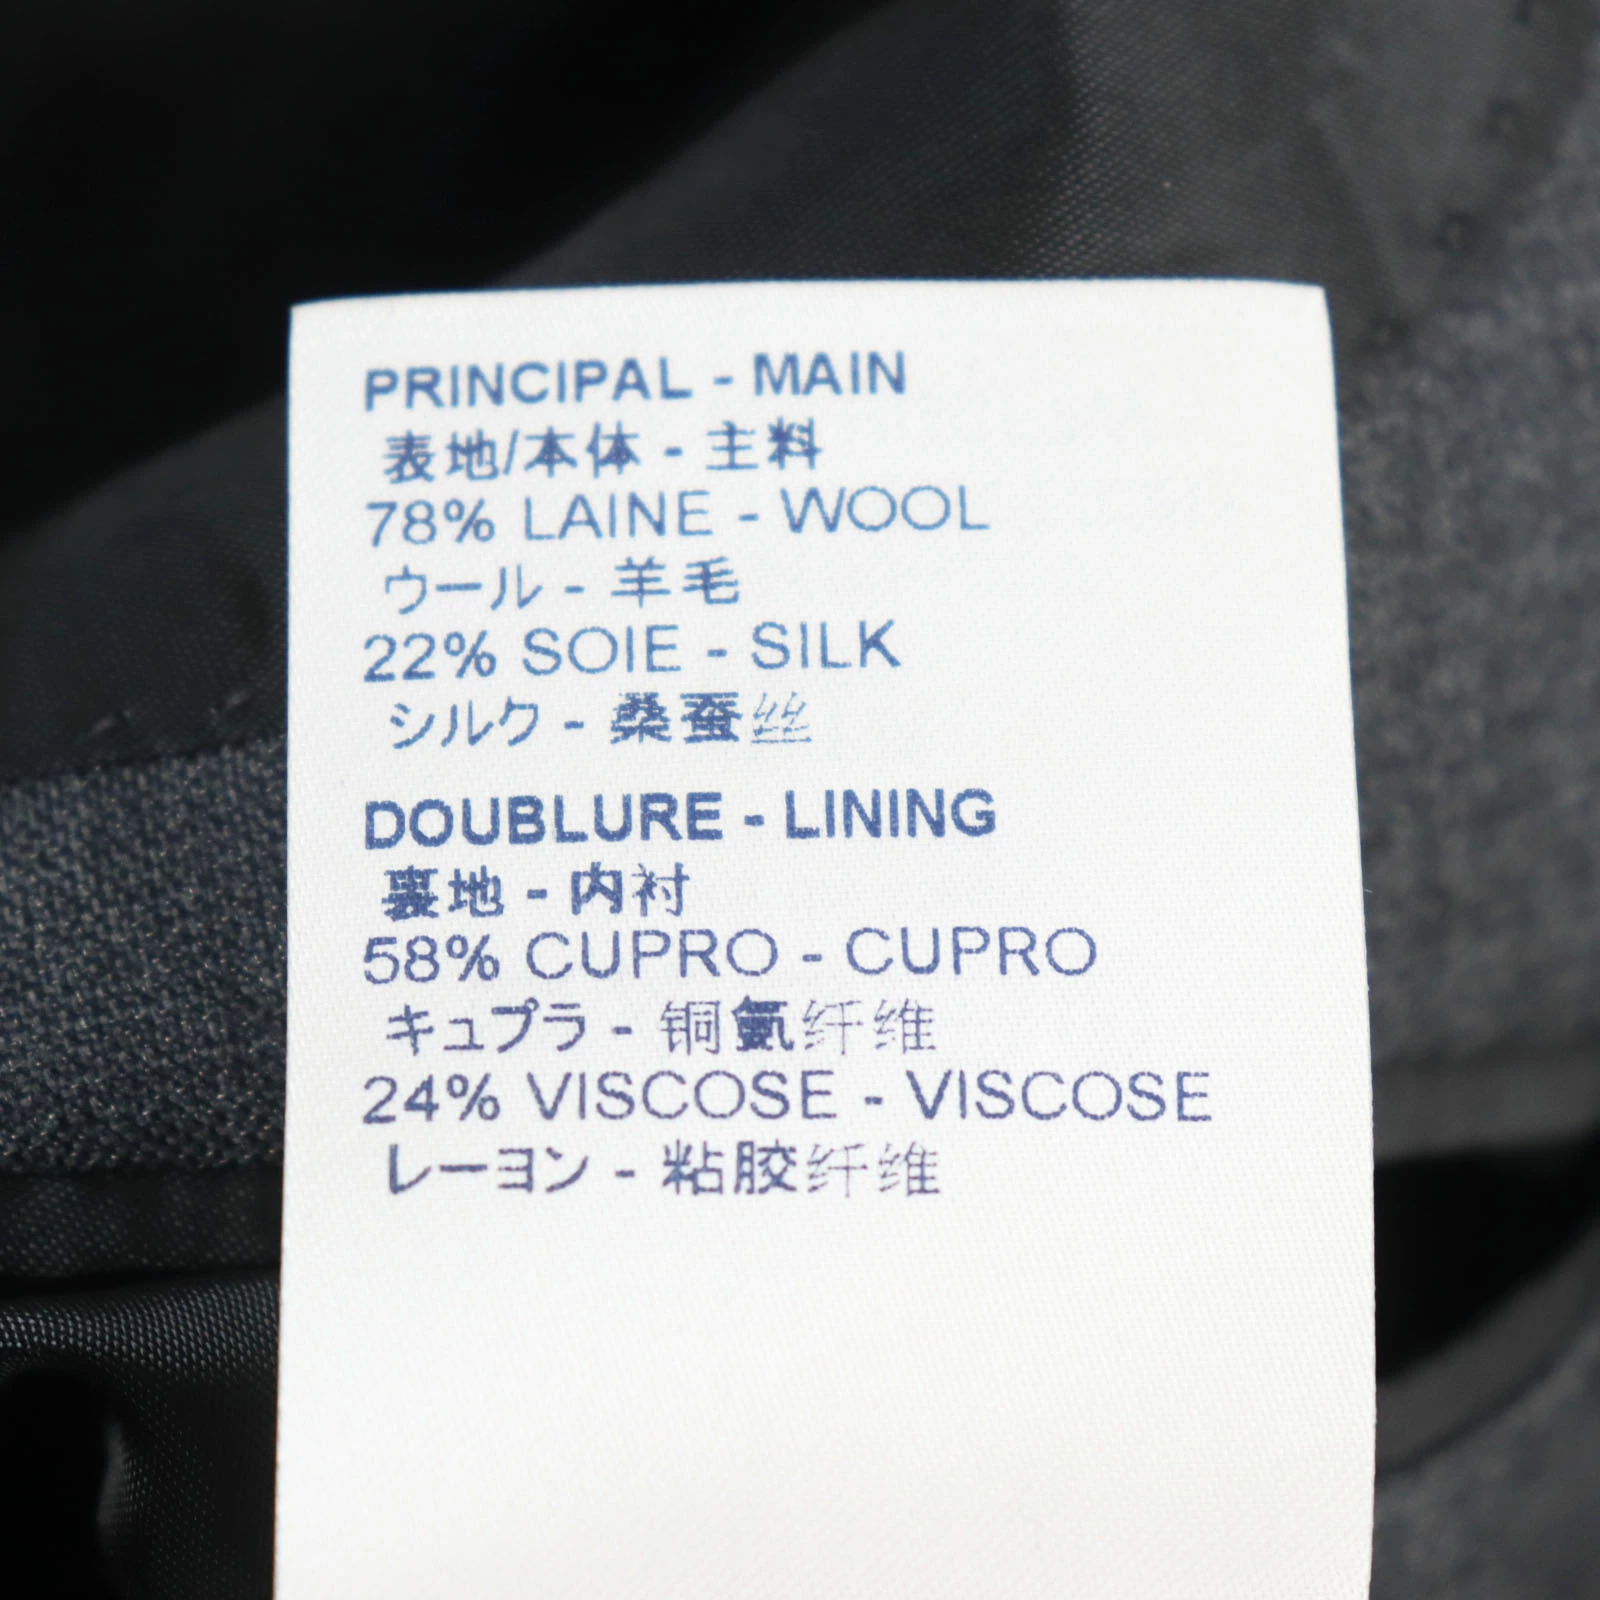 PRINCIPAL - MAIN
表地/本体 - 主料
78% LAINE - WOOL
ウール - 羊毛
22% SOIE - SILK
シルク - 桑蚕丝
DOUBLURE - LINING
裏地 - 内衬
58% CUPRO - CUPRO
キュプラ - 铜氨纤维
24% VISCOSE - VISCOSE
レーヨン - 粘胶纤维